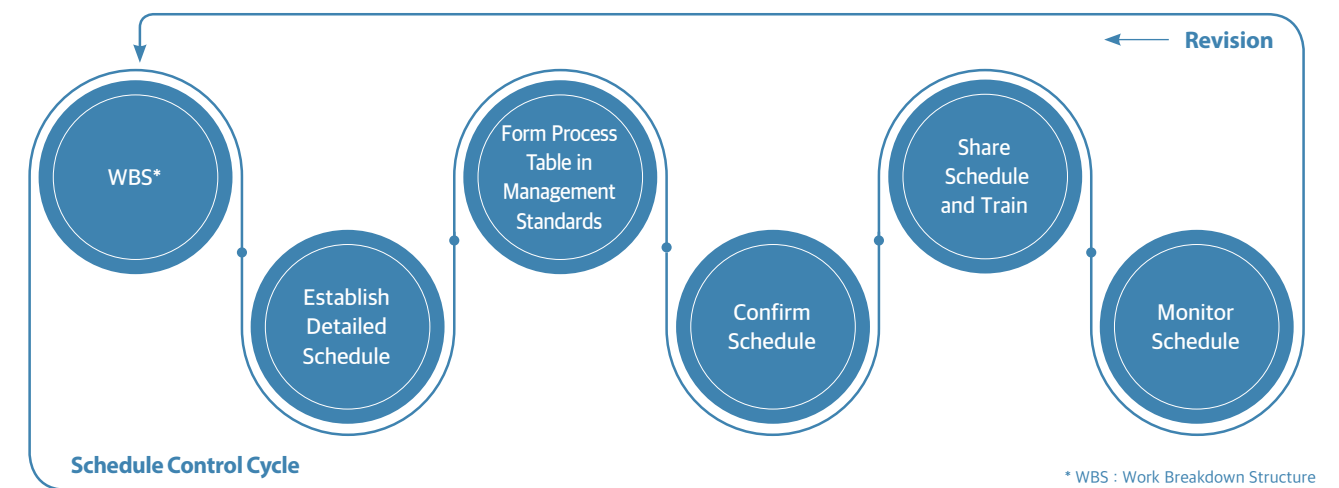 Revision
WBS*
Establish
Detailed
Schedule
Form Process
Table in
Management
Standards
Confirm
Schedule
Share
Schedule
and Train
Monitor
Schedule
Schedule Control Cycle
* WBS : Work Breakdown Structure